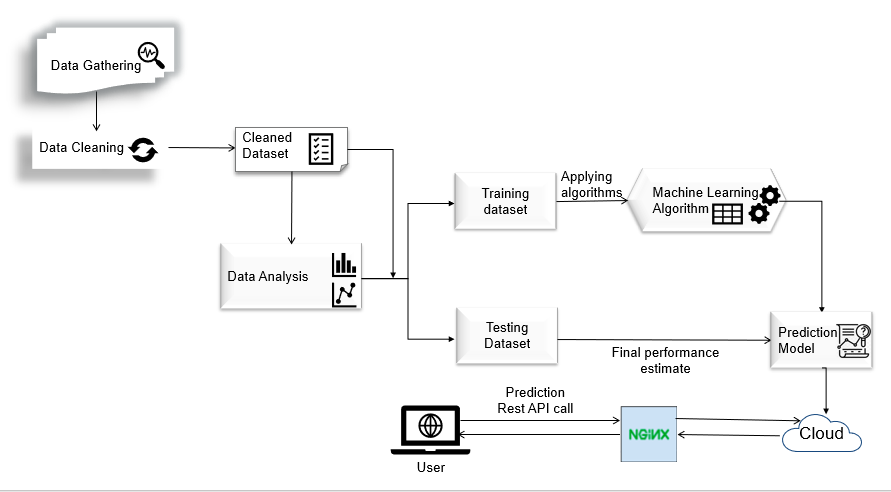 Data Gathering
Data Cleaning
Cleaned
Dataset
Data Analysis
Training
dataset
Applying
algorithms
Machine Learning
Algorithm
Testing
Dataset
Final performance
estimate
Prediction
Model
Prediction
Rest API call
User
NGINX
Cloud